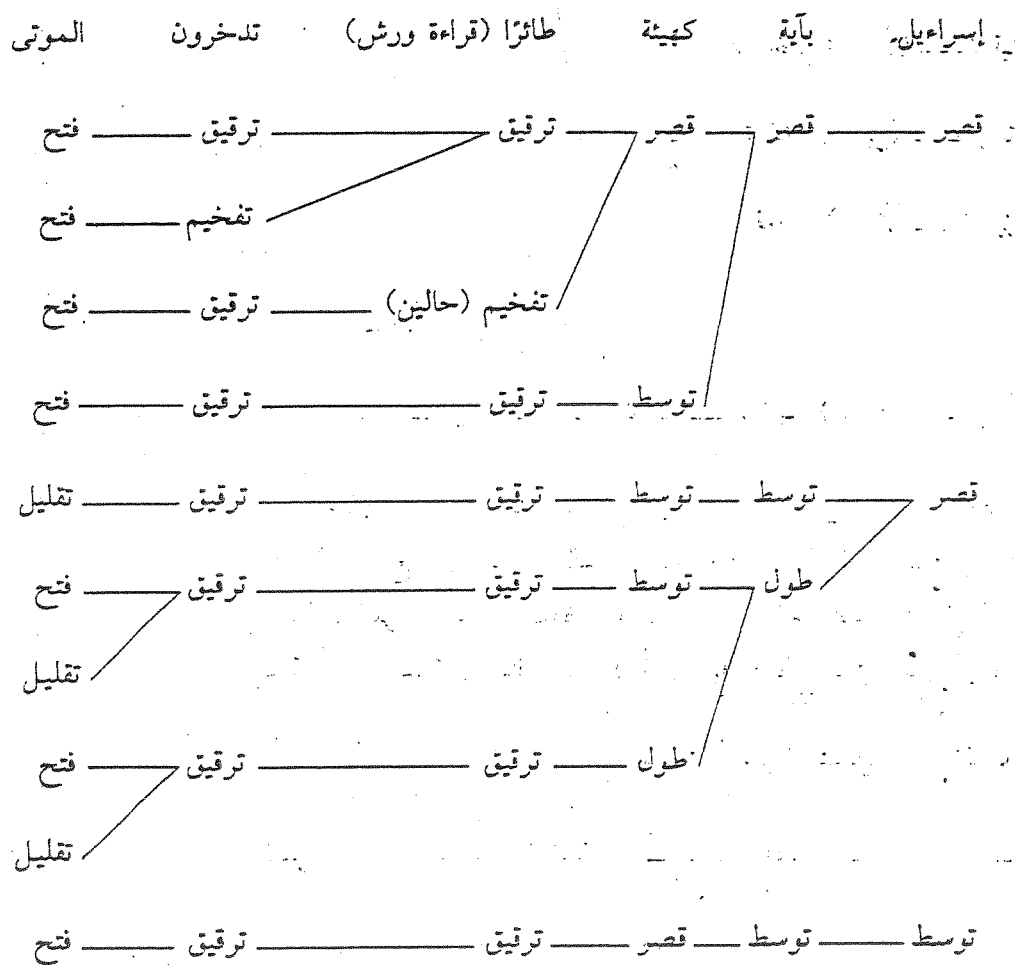 إسراءيل بآية كهيئة طائرًا (قراءة ورش) تدخرون الموتى
قصر قصر قصر ترقيق ترقيق فتح
تفخيم فتح
تفخيم (حالين) ترقيق فتح
توسط ترقيق ترقيق فتح
قصر توسط توسط ترقيق ترقيق تقليل
طول توسط ترقيق ترقيق فتح
تقليل
طول ترقيق ترقيق فتح
تقليل
توسط توسط قصر ترقيق ترقيق فتح